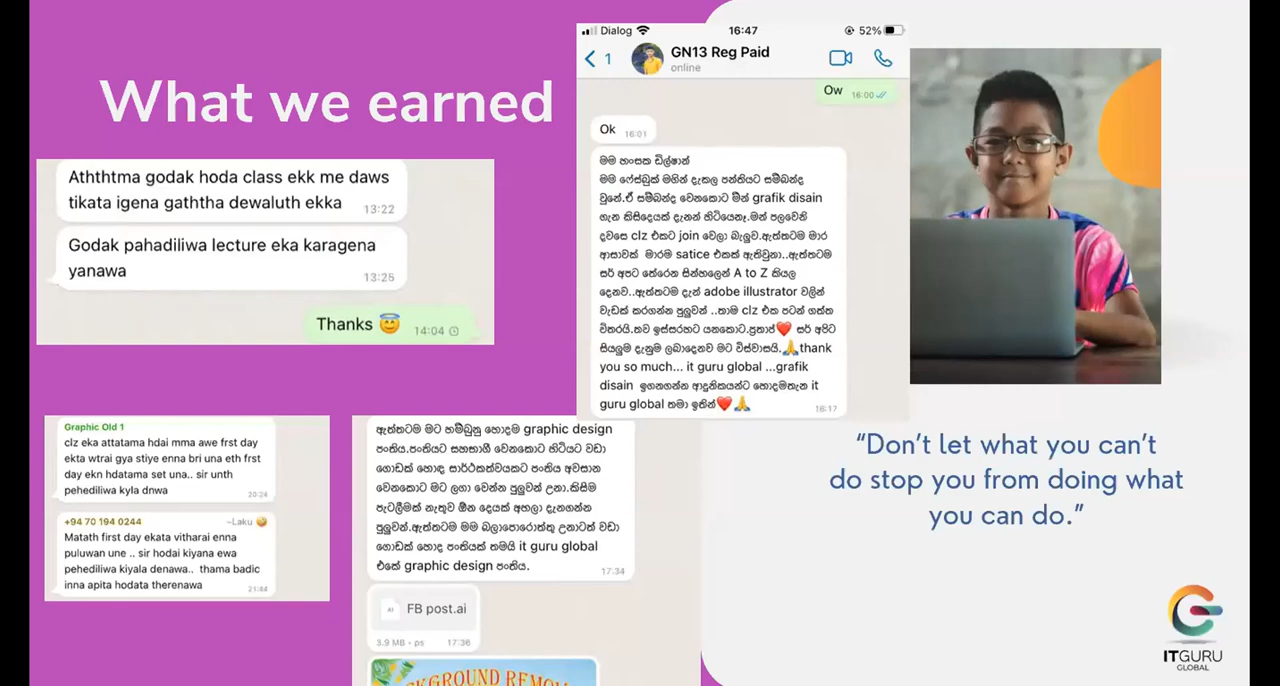 What we earned
Aththtma godak hoda class ekk me daws
tikata igena gaththa dewaluth ekka
13:22
Godak pahadiliwa lecture eka karagena
yanawa
13:25
Thanks 😇
14:04
Graphic Old 1
clz eka attatama hdai mma awe frst day
ekta wtrai gya stiye enna bri una eth frst
day ekn hdatama set una.. sir unth
pehediliwa kyla dnwa
20:24
+94 70 194 0244
~Laku 🥴
Matath first day ekata vitharai enna
puluwan une .. sir hodai kiyana ewa
pehediliwa kiyala denawa.. thama badic
inna apita hodata therenawa
21:44
ඇත්තටම මට හම්බුනු හොදම graphic design
පංතිය.පංතියට සහභාගී වෙනකොට හිටියට වඩා
ගොඩක් හොඳ සාර්ථකත්වයකට පංතිය අවසාන
වෙනකොට මට ලගා වෙන්න පුලුවන් උනා.කිසිම
පැටලීමක් නැතුව ඕන දෙයක් අහලා දැනගන්න
පුලුවන්.ඇත්තටම මම බලාපොරොත්තු උනාටත් වඩා
ගොඩක් හොද පංතියක් තමයි it guru global
එකේ graphic design පංතිය.
17:34
AI
FB post.ai
3.9 MB • ps
17:36
BACKGROUND REMOV
Dialog
16:47
52%
1
GN13 Reg Paid
online
Ow
16:00
Ok
16:01
මම හංසක ඩිල්ෂාන්
මම ෆේස්බුක් මගින් දැකල පන්තියට සම්බන්ද
වුනේ.ඒ සම්බන්ද වෙනකොට මන් grafik disain
ගැන කිසිදෙයක් දැනන් හිටියෙනෑ.මන් පලවෙනි
දවසෙ clz එකට join වෙලා බැලුව.ඇත්තටම මාර
ආසාවක් මාරම satice එකක් ඇතිවුනා..ඇත්තටම
සර් අපට තේරෙන සින්හලෙන් A to Z කියල
දෙනව..ඇත්තටම දැන් adobe illustrator වලින්
වැඩක් කරගන්න පුලුවන් ..තාම clz එක පටන් ගත්ත
විතරයි.තව ඉස්සරහට යනකොට.ප්‍රතාප්❤️ සර් අපිට
සියලුම දැනුම ලබාදෙනව මට විස්වාසයි.🙏thank
you so much... it guru global ...grafik
disain ඉගනගන්න ආදුනිකයන්ට හොදමතැන it
guru global තමා ඉතින්❤️🙏
16:17
“Don’t let what you can’t
do stop you from doing what
you can do.”
ITGURU
GLOBAL